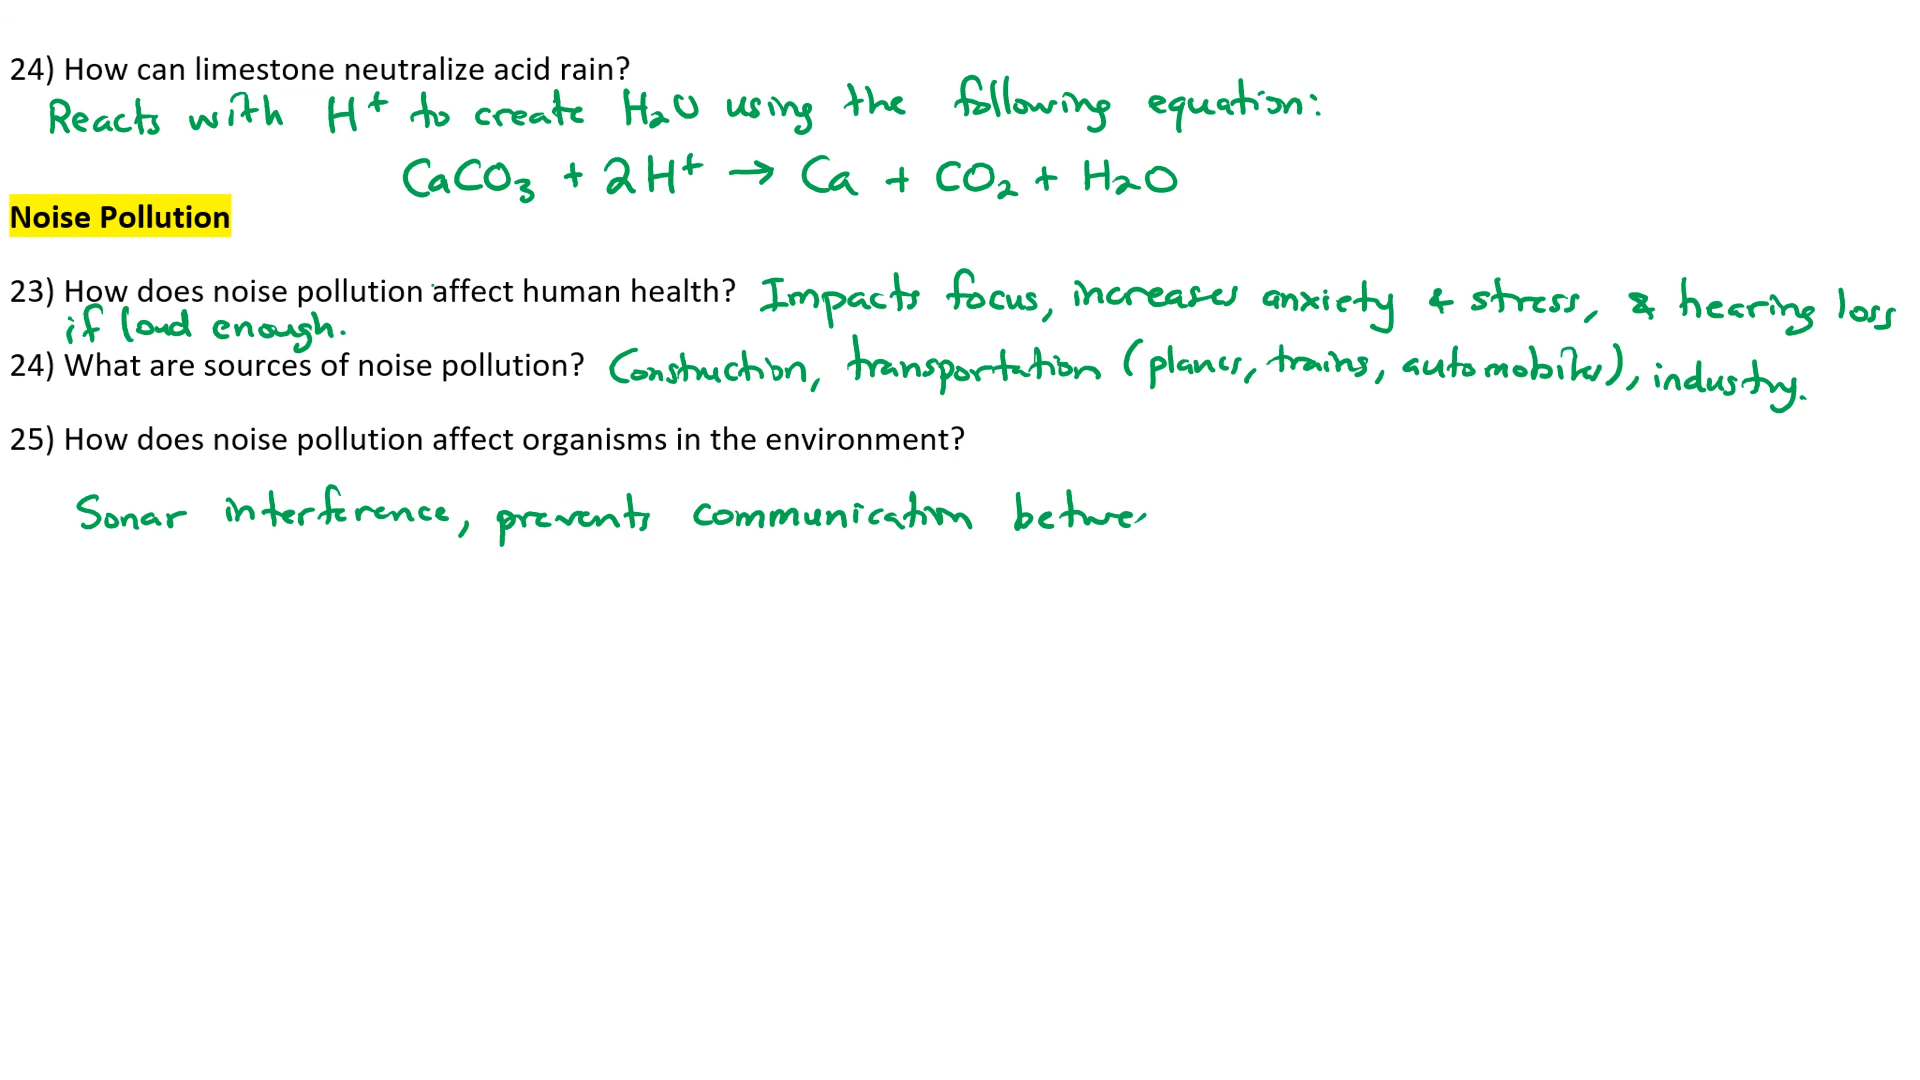 24) How can limestone neutralize acid rain?
Reacts with H⁺ to create H₂O using the following equation:
CaCO₃ + 2H⁺ → Ca + CO₂ + H₂O
Noise Pollution
23) How does noise pollution affect human health? Impacts focus, increases anxiety & stress, & hearing loss
if loud enough.
24) What are sources of noise pollution? Construction, transportation (planes, trains, automobiles), industry.
25) How does noise pollution affect organisms in the environment?
Sonar interference, prevents communication betwee